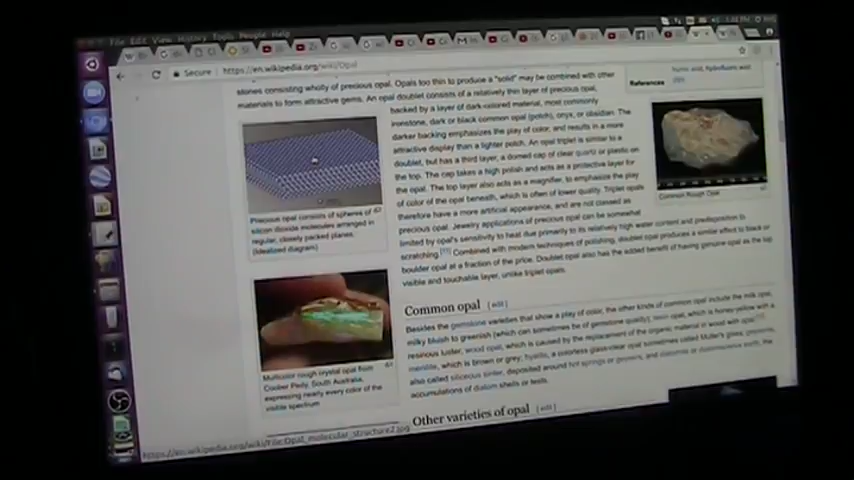 File Edit View History Tools People Help
Secure https://en.wikipedia.org/wiki/Opal
stones consisting wholly of precious opal. Opals too thin to produce a "solid" may be combined with other
materials to form attractive gems. An opal doublet consists of a relatively thin layer of precious opal,
backed by a layer of dark-colored material, most commonly
ironstone, dark or black common opal (potch), onyx, or obsidian. The
darker backing emphasizes the play of color, and results in a more
attractive display than a lighter potch. An opal triplet is similar to a
doublet, but has a third layer, a domed cap of clear quartz or plastic on
the top. The cap takes a high polish and acts as a protective layer for
the opal. The top layer also acts as a magnifier, to emphasize the play
of color of the opal beneath, which is often of lower quality. Triplet opals
therefore have a more artificial appearance, and are not classed as
precious opal. Jewelry applications of precious opal can be somewhat
limited by opal's sensitivity to heat due primarily to its relatively high water content and predisposition to
scratching. Combined with modern techniques of polishing, doublet opal produces a similar effect to black or
boulder opal at a fraction of the price. Doublet opal also has the added benefit of having genuine opal as the top
visible and touchable layer, unlike triplet opals.
References
Common Rough Opal
Precious opal consists of spheres of
silicon dioxide molecules arranged in
regular, closely packed planes.
(Idealized diagram)
Multicolor rough crystal opal from
Coober Pedy, South Australia,
expressing nearly every color of the
visible spectrum
Common opal [edit]
Besides the gemstone varieties that show a play of color, the other kinds of common opal include the milk opal,
milky bluish to greenish (which can sometimes be of gemstone quality), resin opal, which is honey-yellow with a
resinous luster, wood opal, which is caused by the replacement of the organic material in wood with opal,
menilite, which is brown or grey, hyalite, a colorless glass-clear opal sometimes called Muller's glass, geyserite,
also called siliceous sinter, deposited around hot springs or geysers, and diatomite or diatomaceous earth, the
accumulations of diatom shells or tests.
Other varieties of opal [edit]
https://en.wikipedia.org/wiki/File:Opal_molecular_structure2.jpg